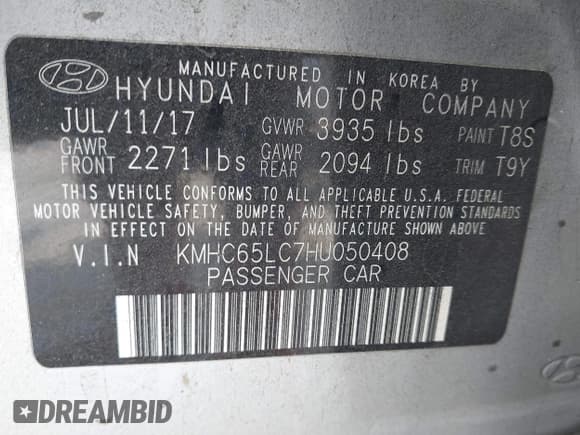 MANUFACTURED IN KOREA BY
HYUNDAI MOTOR COMPANY
JUL/11/17 GVWR 3935 lbs PAINT T8S
GAWR FRONT 2271 lbs GAWR REAR 2094 lbs TRIM T9Y
THIS VEHICLE CONFORMS TO ALL APPLICABLE U.S.A. FEDERAL
MOTOR VEHICLE SAFETY, BUMPER, AND THEFT PREVENTION STANDARDS
IN EFFECT ON THE DATE OF MANUFACTURE SHOWN ABOVE.
V.I.N KMHC65LC7HU050408
PASSENGER CAR
DREAMBID